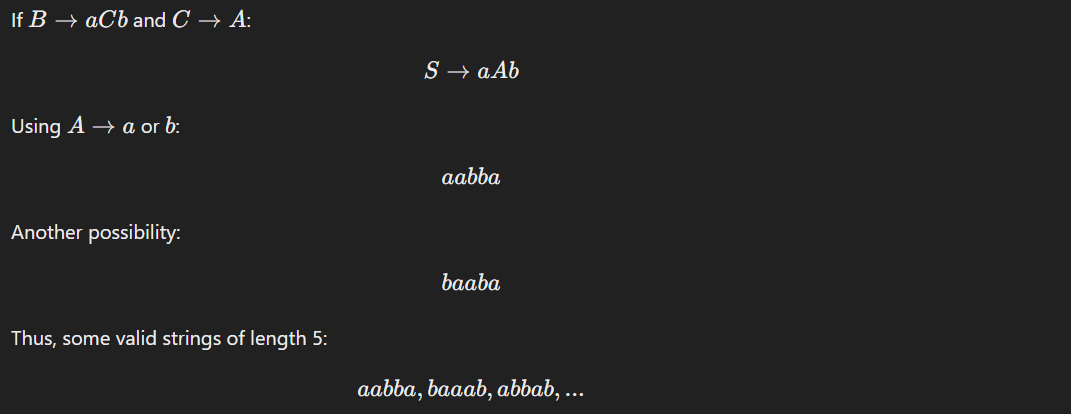 If B → aCb and C → A:
S → aAb
Using A → a or b:
aabba
Another possibility:
baaba
Thus, some valid strings of length 5:
aabba, baaab, abbab, ...